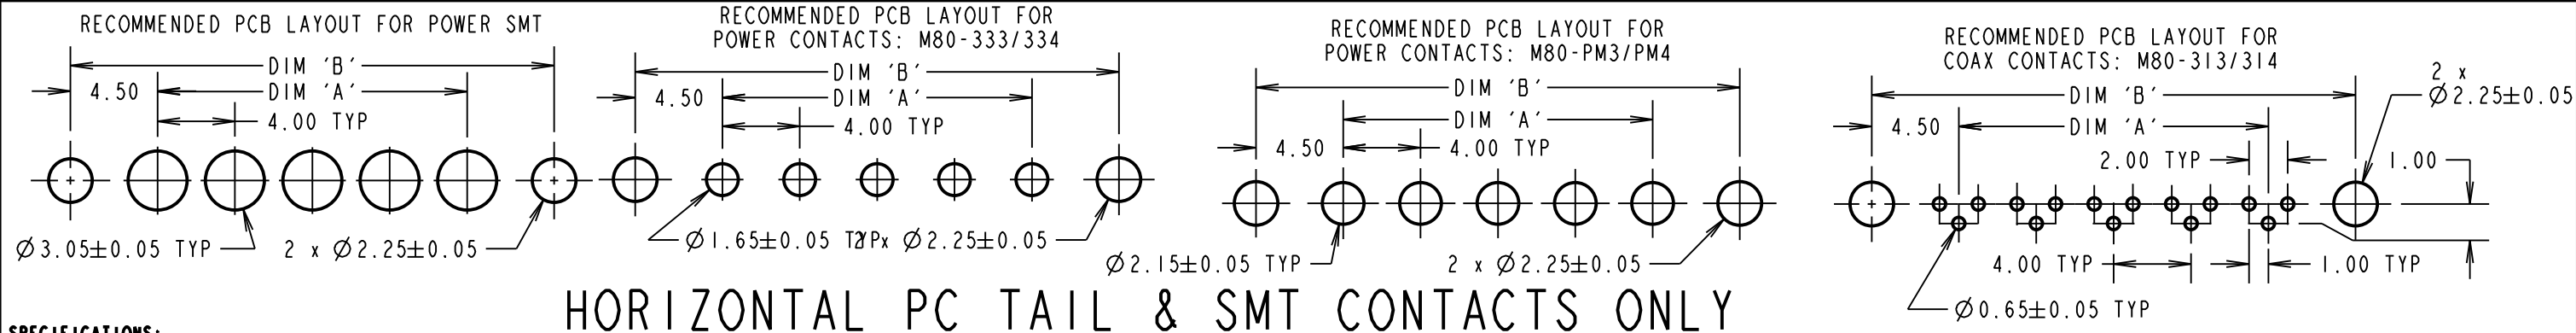 RECOMMENDED PCB LAYOUT FOR POWER SMT
DIM 'B'
4.50
DIM 'A'
4.00 TYP
Ø3.05±0.05 TYP
2 x Ø2.25±0.05
RECOMMENDED PCB LAYOUT FOR
POWER CONTACTS: M80-333/334
DIM 'B'
4.50
DIM 'A'
4.00 TYP
Ø1.65±0.05 TYP
2 x Ø2.25±0.05
RECOMMENDED PCB LAYOUT FOR
POWER CONTACTS: M80-PM3/PM4
DIM 'B'
DIM 'A'
4.50
4.00 TYP
Ø2.15±0.05 TYP
2 x Ø2.25±0.05
RECOMMENDED PCB LAYOUT FOR
COAX CONTACTS: M80-313/314
2 x
Ø2.25±0.05
DIM 'B'
4.50
DIM 'A'
2.00 TYP
1.00
4.00 TYP
1.00 TYP
Ø0.65±0.05 TYP
HORIZONTAL PC TAIL & SMT CONTACTS ONLY
SPECIFICATIONS: